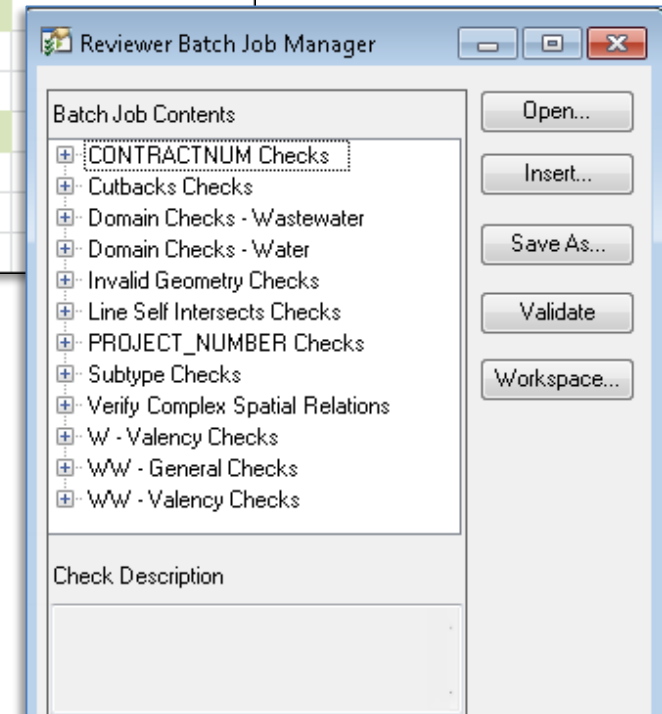 Reviewer Batch Job Manager
Batch Job Contents
CONTRACTNUM Checks
Cutbacks Checks
Domain Checks - Wastewater
Domain Checks - Water
Invalid Geometry Checks
Line Self Intersects Checks
PROJECT_NUMBER Checks
Subtype Checks
Verify Complex Spatial Relations
W - Valency Checks
WW - General Checks
WW - Valency Checks
Open...
Insert...
Save As...
Validate
Workspace...
Check Description